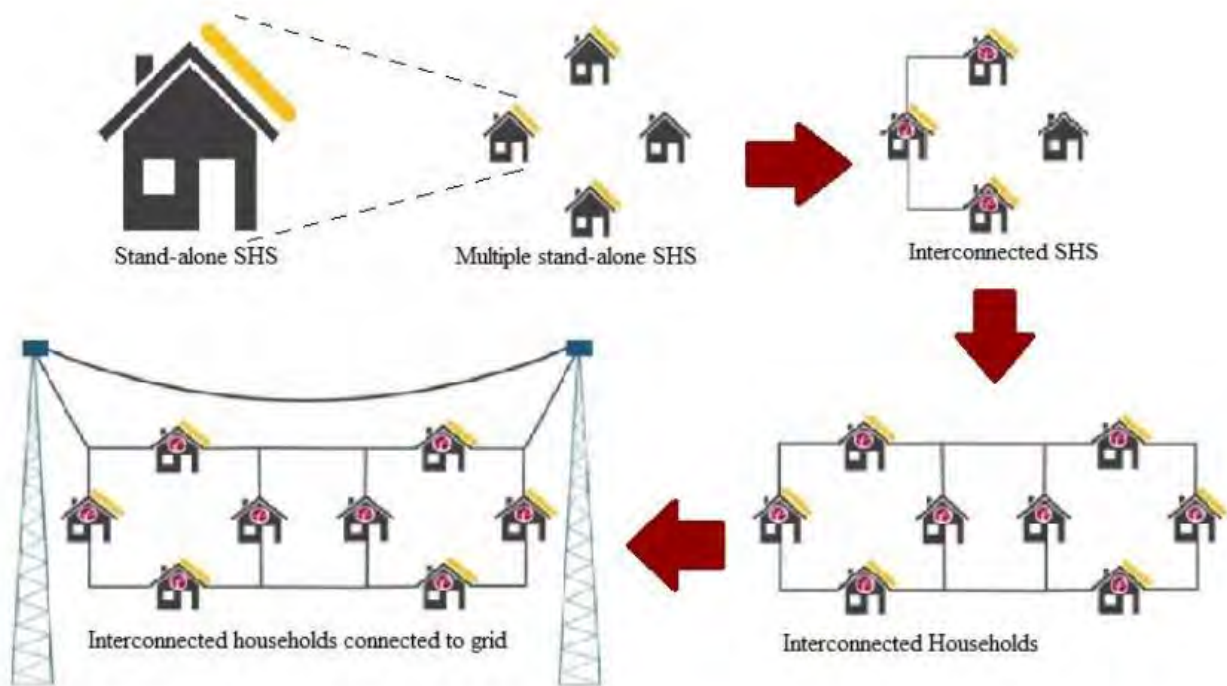 Stand-alone SHS
Multiple stand-alone SHS
Interconnected SHS
Interconnected households connected to grid
Interconnected Households